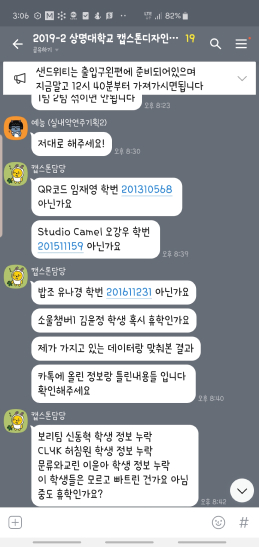 3:06
82%
2019-2 상명대학교 캡스톤디자인... 19
공유하기
샌드위티는 출입구왼편에 준비되어있으며
지금말고 12시 40분부터 가져가시면됩니다
1팀 2팀 섞이면 안됩니다
오후 8:23
예능 (실내악연주기획2)
저대로 해주세요!
오후 8:30
캡스톤담당
QR코드 임재영 학번 201310568
아닌가요
Studio Camel 오강우 학번
201511159 아닌가요
오후 8:39
캡스톤담당
밥조 유나경 학번 201611231 아닌가요
소울챔버1 김윤정 학생 혹시 휴학인가요
제가 가지고 있는 데이터랑 맞춰본 결과
카톡에 올린 정보랑 틀린내용들 입니다
확인해주세요
오후 8:40
캡스톤담당
보리팀 신동혁 학생 정보 누락
CL4K 허침원 학생 정보 누락
문류와교린 이윤아 학생 정보 누락
이 학생들은 모르고 빠트린 건가요 아님
중도 휴학인가요?
오후 8:42
#